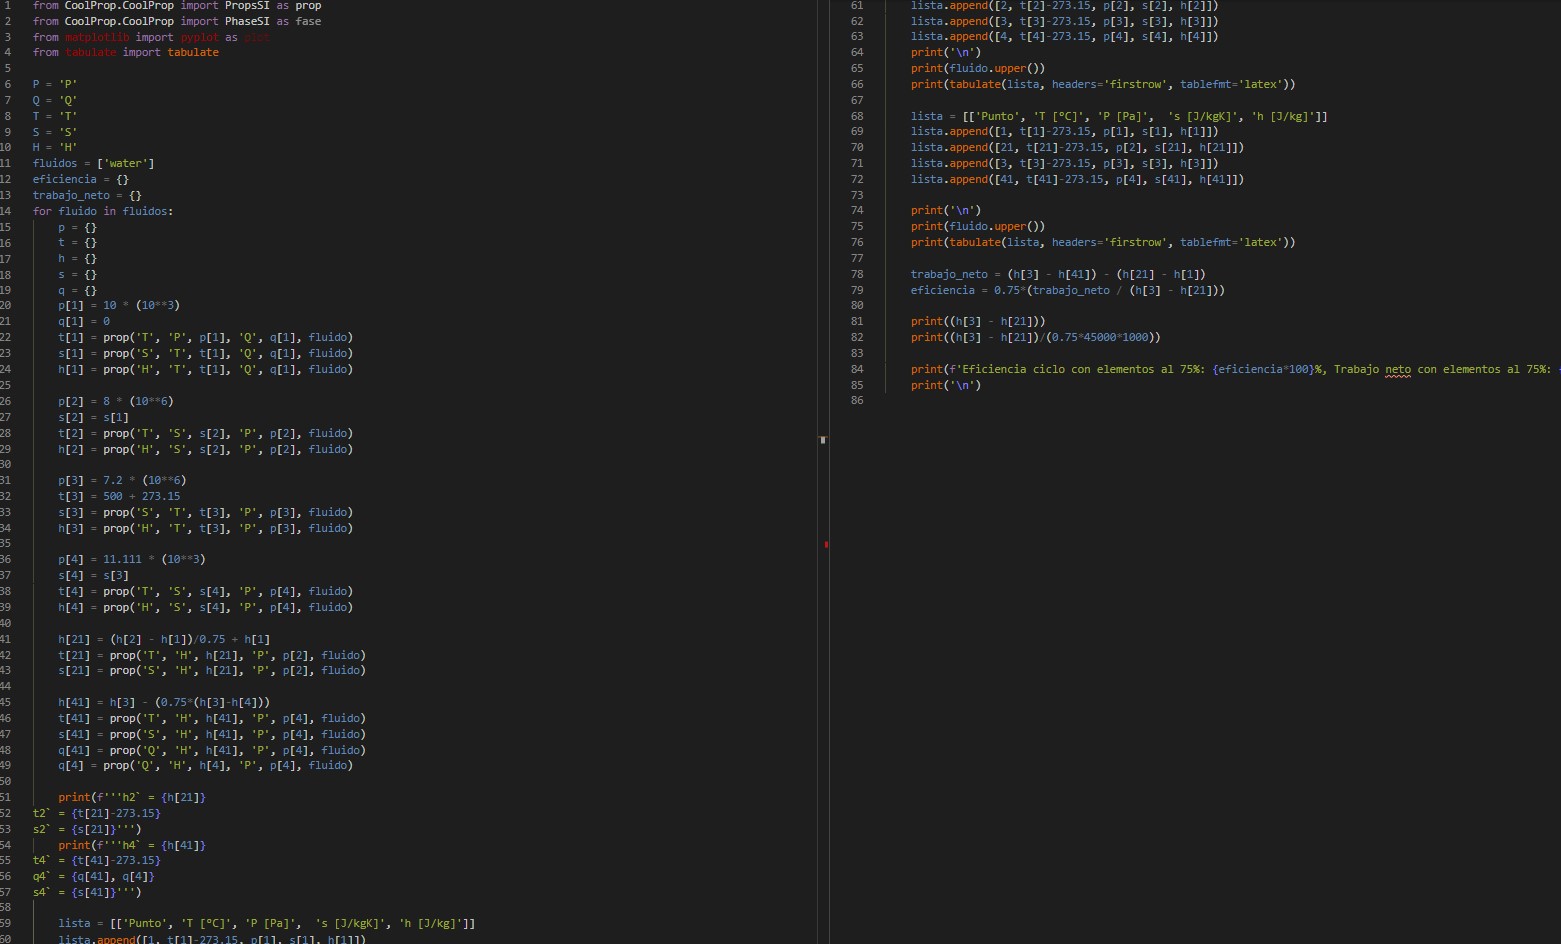 1 from CoolProp.CoolProp import PropsSI as prop
2 from CoolProp.CoolProp import PhaseSI as fase
3 from matplotlib import pyplot as plot
4 from tabulate import tabulate
5
6 P = 'P'
7 Q = 'Q'
8 T = 'T'
9 S = 'S'
10 H = 'H'
11 fluidos = ['water']
12 eficiencia = {}
13 trabajo_neto = {}
14 for fluido in fluidos:
15 p = {}
16 t = {}
17 h = {}
18 s = {}
19 q = {}
20 p[1] = 10 * (10**3)
21 q[1] = 0
22 t[1] = prop('T', 'P', p[1], 'Q', q[1], fluido)
23 s[1] = prop('S', 'T', t[1], 'Q', q[1], fluido)
24 h[1] = prop('H', 'T', t[1], 'Q', q[1], fluido)
25
26 p[2] = 8 * (10**6)
27 s[2] = s[1]
28 t[2] = prop('T', 'S', s[2], 'P', p[2], fluido)
29 h[2] = prop('H', 'S', s[2], 'P', p[2], fluido)
30
31 p[3] = 7.2 * (10**6)
32 t[3] = 500 + 273.15
33 s[3] = prop('S', 'T', t[3], 'P', p[3], fluido)
34 h[3] = prop('H', 'T', t[3], 'P', p[3], fluido)
35
36 p[4] = 11.111 * (10**3)
37 s[4] = s[3]
38 t[4] = prop('T', 'S', s[4], 'P', p[4], fluido)
39 h[4] = prop('H', 'S', s[4], 'P', p[4], fluido)
40
41 h[21] = (h[2] - h[1])/0.75 + h[1]
42 t[21] = prop('T', 'H', h[21], 'P', p[2], fluido)
43 s[21] = prop('S', 'H', h[21], 'P', p[2], fluido)
44
45 h[41] = h[3] - (0.75*(h[3]-h[4]))
46 t[41] = prop('T', 'H', h[41], 'P', p[4], fluido)
47 s[41] = prop('S', 'H', h[41], 'P', p[4], fluido)
48 q[41] = prop('Q', 'H', h[41], 'P', p[4], fluido)
49 q[4] = prop('Q', 'H', h[4], 'P', p[4], fluido)
50
51 print(f'''h2` = {h[21]}
52 t2` = {t[21]-273.15}
53 s2` = {s[21]}''')
54 print(f'''h4` = {h[41]}
55 t4` = {t[41]-273.15}
56 q4` = {q[41], q[4]}
57 s4` = {s[41]}''')
58
59 lista = [['Punto', 'T [°C]', 'P [Pa]',  's [J/kgK]', 'h [J/kg]']]
60 lista.append([1, t[1]-273.15, p[1], s[1], h[1]])
61 lista.append([2, t[2]-273.15, p[2], s[2], h[2]])
62 lista.append([3, t[3]-273.15, p[3], s[3], h[3]])
63 lista.append([4, t[4]-273.15, p[4], s[4], h[4]])
64 print('\n')
65 print(fluido.upper())
66 print(tabulate(lista, headers='firstrow', tablefmt='latex'))
67
68 lista = [['Punto', 'T [°C]', 'P [Pa]',  's [J/kgK]', 'h [J/kg]']]
69 lista.append([1, t[1]-273.15, p[1], s[1], h[1]])
70 lista.append([21, t[21]-273.15, p[2], s[21], h[21]])
71 lista.append([3, t[3]-273.15, p[3], s[3], h[3]])
72 lista.append([41, t[41]-273.15, p[4], s[41], h[41]])
73
74 print('\n')
75 print(fluido.upper())
76 print(tabulate(lista, headers='firstrow', tablefmt='latex'))
77
78 trabajo_neto = (h[3] - h[41]) - (h[21] - h[1])
79 eficiencia = 0.75*(trabajo_neto / (h[3] - h[21]))
80
81 print((h[3] - h[21]))
82 print((h[3] - h[21])/(0.75*45000*1000))
83
84 print(f'Eficiencia ciclo con elementos al 75%: {eficiencia*100}%, Trabajo neto con elementos al 75%: {
85 print('\n')
86